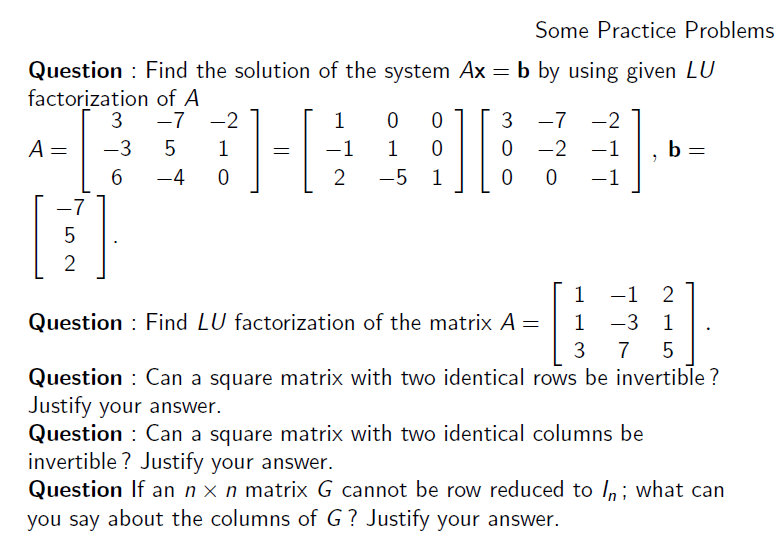 Some Practice Problems
Question : Find the solution of the system Ax = b by using given LU
factorization of A
A = [ 3 −7 −2 ; −3 5 1 ; 6 −4 0 ] = [ 1 0 0 ; −1 1 0 ; 2 −5 1 ] [ 3 −7 −2 ; 0 −2 −1 ; 0 0 −1 ] , b =
[ −7 ; 5 ; 2 ] .
Question : Find LU factorization of the matrix A = [ 1 −1 2 ; 1 −3 1 ; 3 7 5 ] .
Question : Can a square matrix with two identical rows be invertible ?
Justify your answer.
Question : Can a square matrix with two identical columns be
invertible ? Justify your answer.
Question If an n × n matrix G cannot be row reduced to Iₙ ; what can
you say about the columns of G ? Justify your answer.